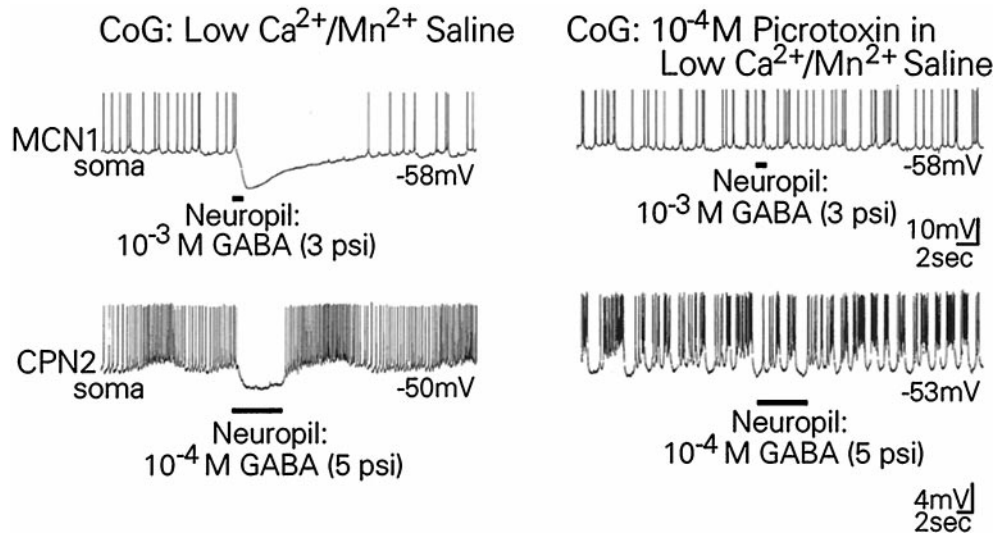 CoG: Low Ca2+/Mn2+ Saline
MCN1
soma
-58mV
Neuropil:
10-3 M GABA (3 psi)
CPN2
soma
-50mV
Neuropil:
10-4 M GABA (5 psi)
CoG: 10-4M Picrotoxin in
Low Ca2+/Mn2+ Saline
-58mV
Neuropil:
10-3 M GABA (3 psi)
10mV
2sec
-53mV
Neuropil:
10-4 M GABA (5 psi)
4mV
2sec